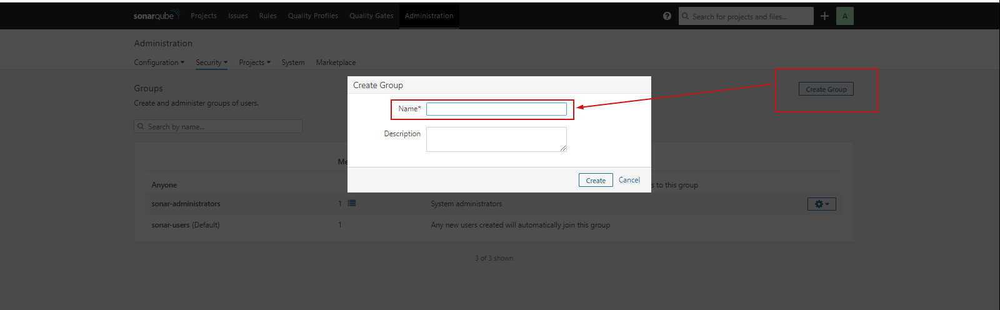 sonarqube Projects Issues Rules Quality Profiles Quality Gates Administration ? Search for projects and files... + A
Administration
Configuration Security Projects System Marketplace
Groups
Create Group
Create and administer groups of users.
Search by name...
Create Group
Name*
Description
Create Cancel
Me
Anyone s to this group
sonar-administrators 1 System administrators
sonar-users (Default) 1 Any new users created will automatically join this group
3 of 3 shown